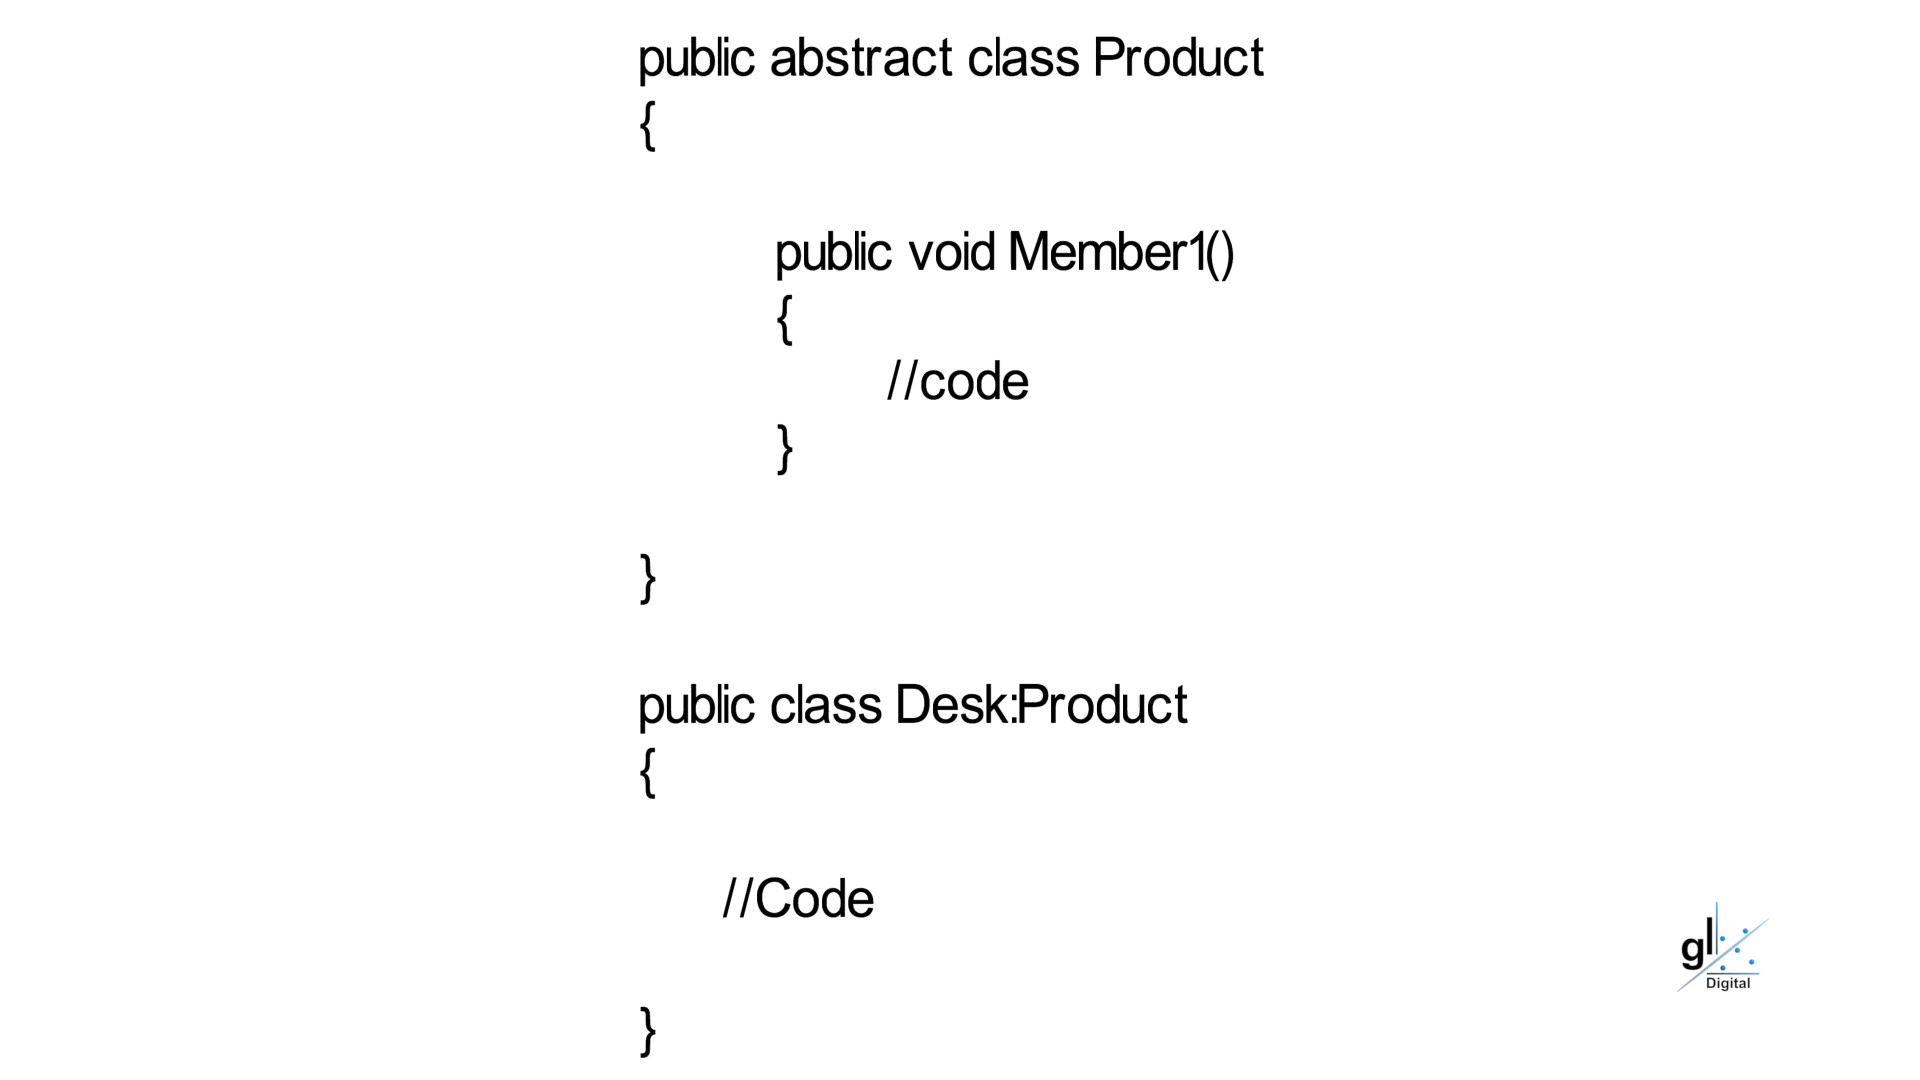 public abstract class Product
{
public void Member1()
{
//code
}
}
public class Desk:Product
{
//Code
}
gl
Digital